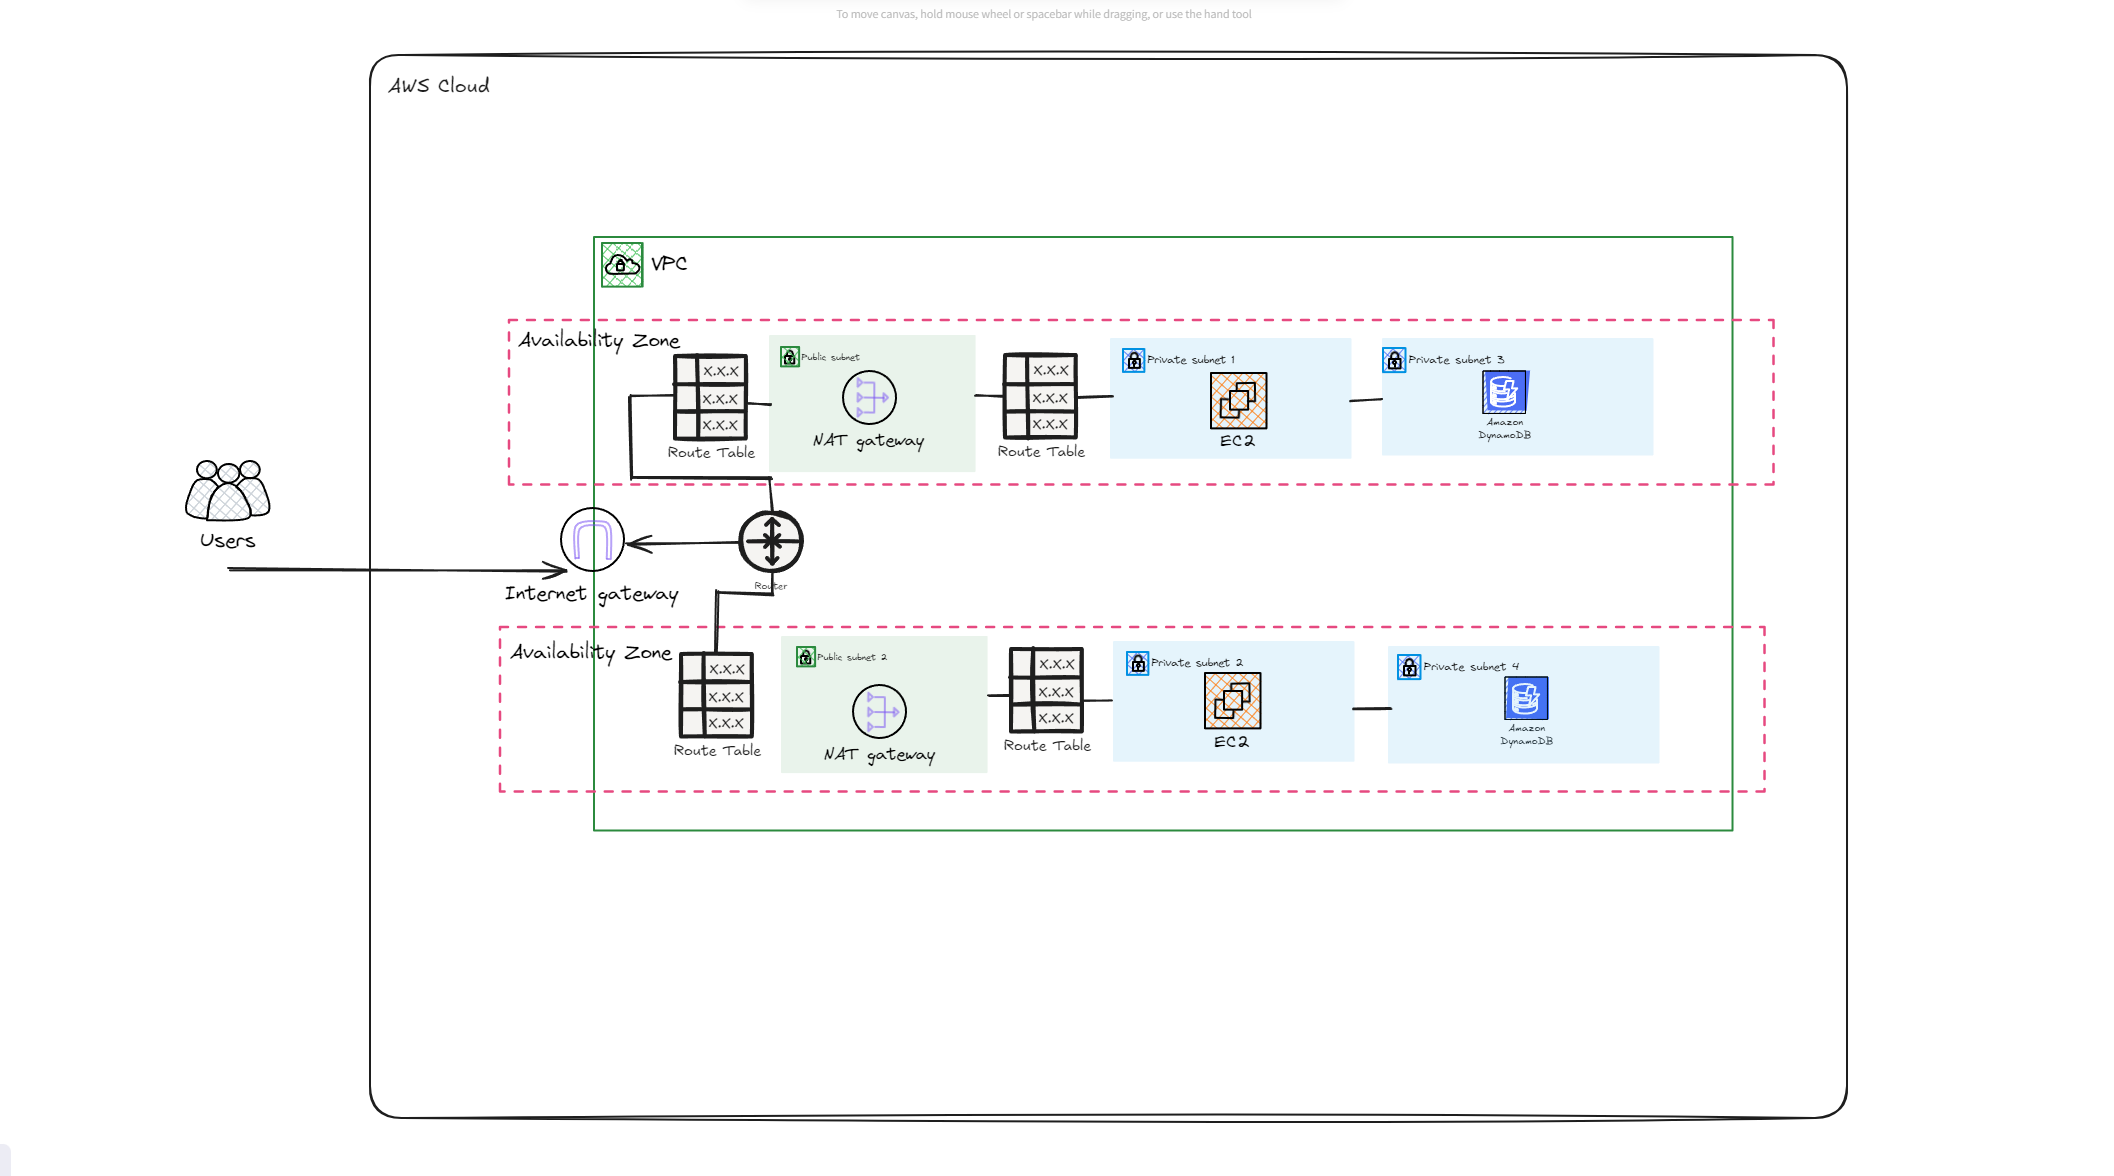 To move canvas, hold mouse wheel or spacebar while dragging, or use the hand tool
AWS Cloud
VPC
Availability Zone
X.X.X
X.X.X
X.X.X
Route Table
Public subnet
NAT gateway
X.X.X
X.X.X
X.X.X
Route Table
Private subnet 1
EC2
Private subnet 3
Amazon
DynamoDB
Users
Internet gateway
Router
Availability Zone
X.X.X
X.X.X
X.X.X
Route Table
Public subnet 2
NAT gateway
X.X.X
X.X.X
X.X.X
Route Table
Private subnet 2
EC2
Private subnet 4
Amazon
DynamoDB